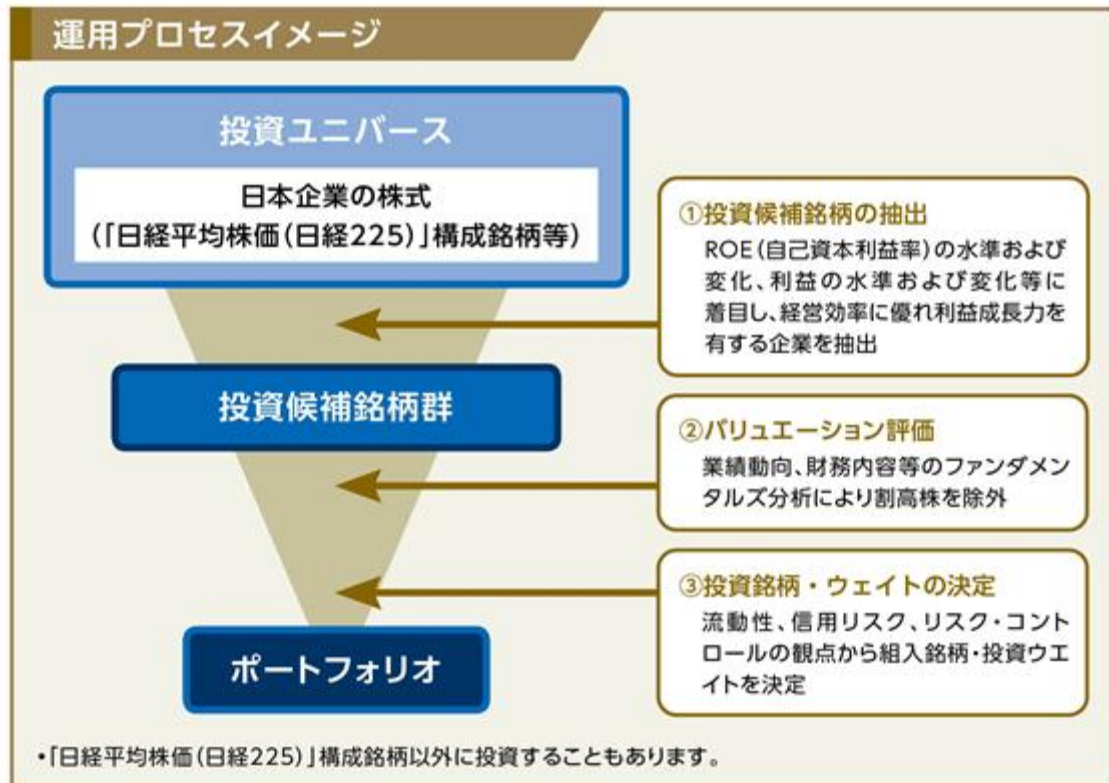 運用プロセスイメージ
投資ユニバース
日本企業の株式
(「日経平均株価(日経225)」構成銘柄等)
①投資候補銘柄の抽出
ROE(自己資本利益率)の水準および
変化、利益の水準および変化等に
着目し、経営効率に優れ利益成長力を
有する企業を抽出
投資候補銘柄群
②バリュエーション評価
業績動向、財務内容等のファンダメン
タルズ分析により割高株を除外
③投資銘柄・ウェイトの決定
流動性、信用リスク、リスク・コント
ロールの観点から組入銘柄・投資ウエ
イトを決定
ポートフォリオ
・「日経平均株価(日経225)」構成銘柄以外に投資することもあります。